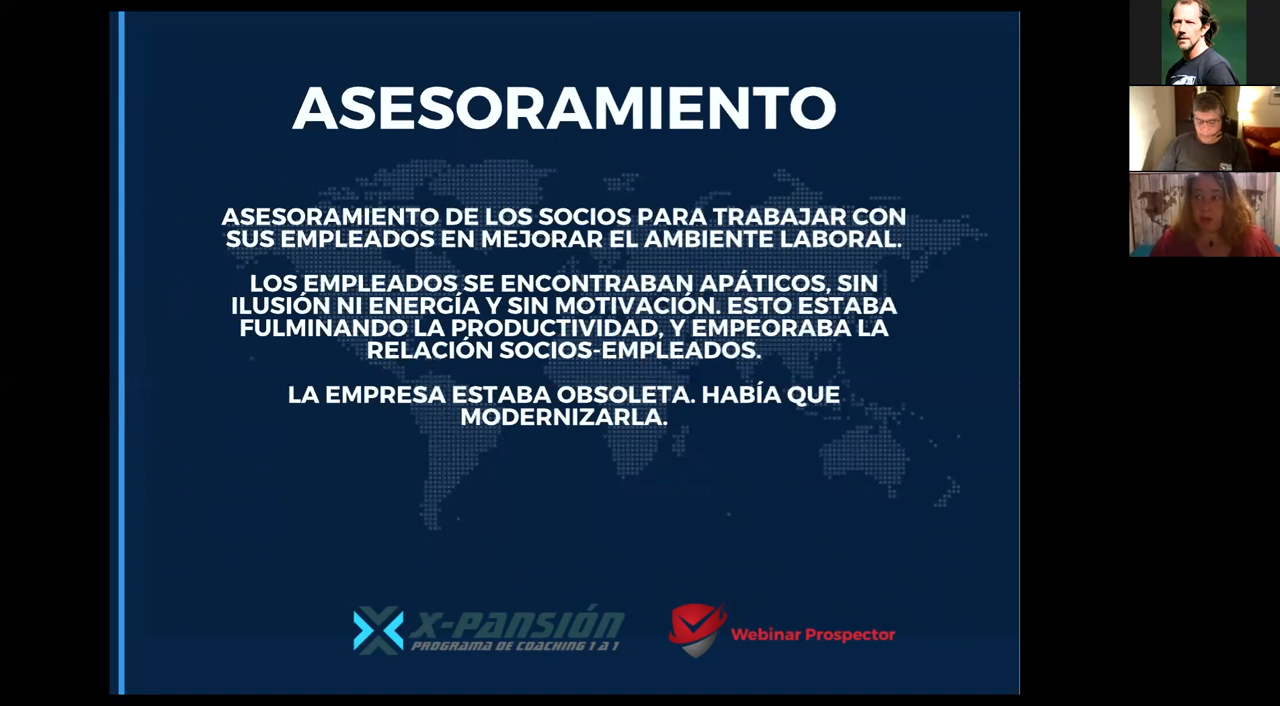 ASESORAMIENTO
ASESORAMIENTO DE LOS SOCIOS PARA TRABAJAR CON
SUS EMPLEADOS EN MEJORAR EL AMBIENTE LABORAL.
LOS EMPLEADOS SE ENCONTRABAN APÁTICOS, SIN
ILUSIÓN NI ENERGÍA Y SIN MOTIVACIÓN. ESTO ESTABA
FULMINANDO LA PRODUCTIVIDAD, Y EMPEORABA LA
RELACIÓN SOCIOS-EMPLEADOS.
LA EMPRESA ESTABA OBSOLETA. HABÍA QUE
MODERNIZARLA.
X-PANSIÓN
PROGRAMA DE COACHING 1 A 1
Webinar Prospector